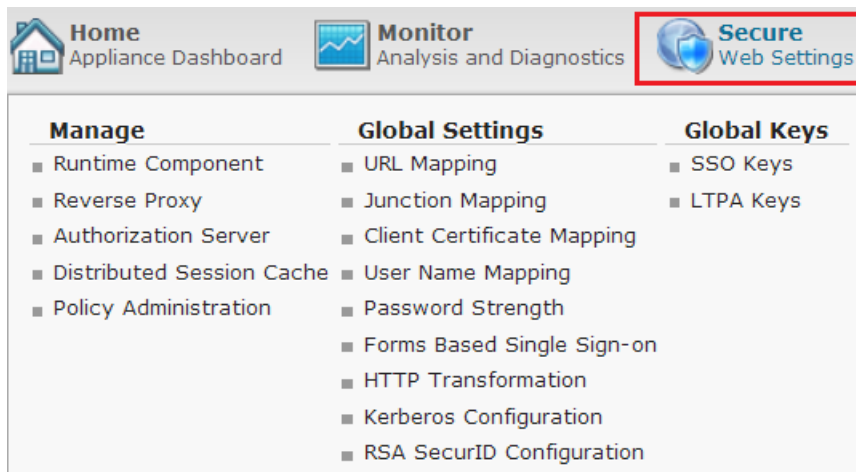 Home
Appliance Dashboard
Monitor
Analysis and Diagnostics
Secure
Web Settings
Manage
Runtime Component
Reverse Proxy
Authorization Server
Distributed Session Cache
Policy Administration
Global Settings
URL Mapping
Junction Mapping
Client Certificate Mapping
User Name Mapping
Password Strength
Forms Based Single Sign-on
HTTP Transformation
Kerberos Configuration
RSA SecurID Configuration
Global Keys
SSO Keys
LTPA Keys